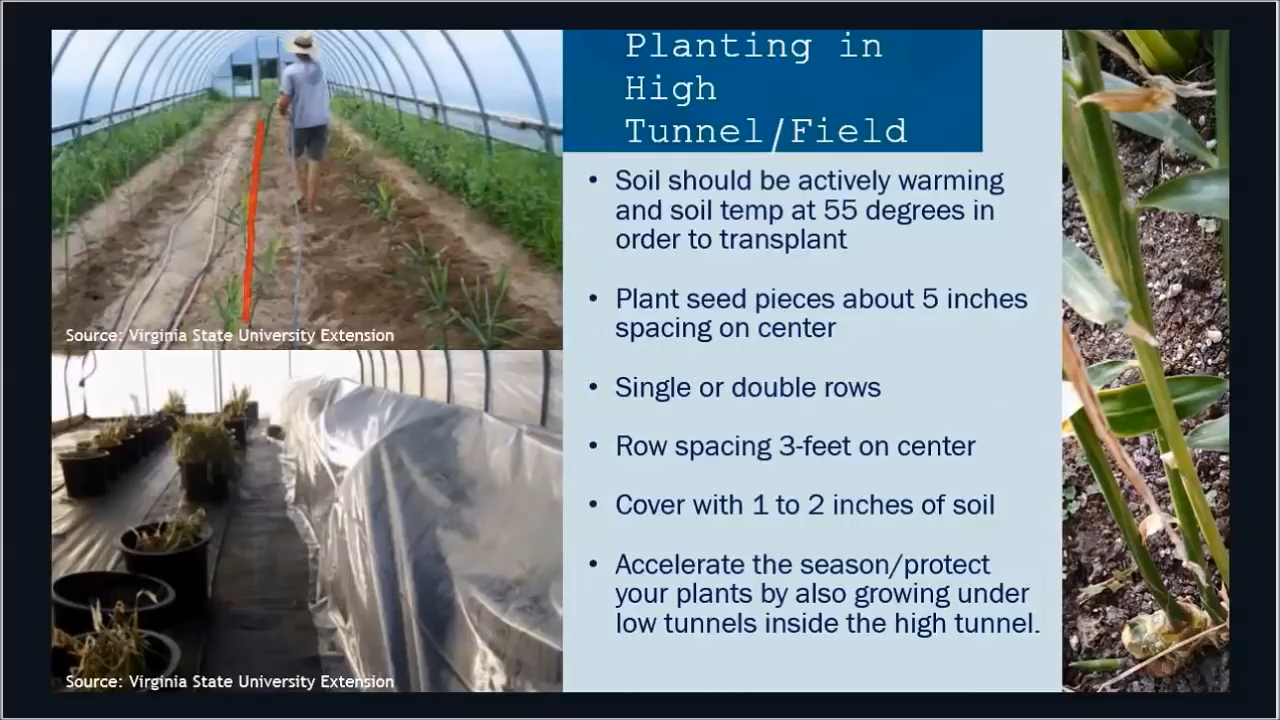 Planting in
High
Tunnel/Field
• Soil should be actively warming
and soil temp at 55 degrees in
order to transplant
• Plant seed pieces about 5 inches
spacing on center
• Single or double rows
• Row spacing 3-feet on center
• Cover with 1 to 2 inches of soil
• Accelerate the season/protect
your plants by also growing under
low tunnels inside the high tunnel.
Source: Virginia State University Extension
Source: Virginia State University Extension